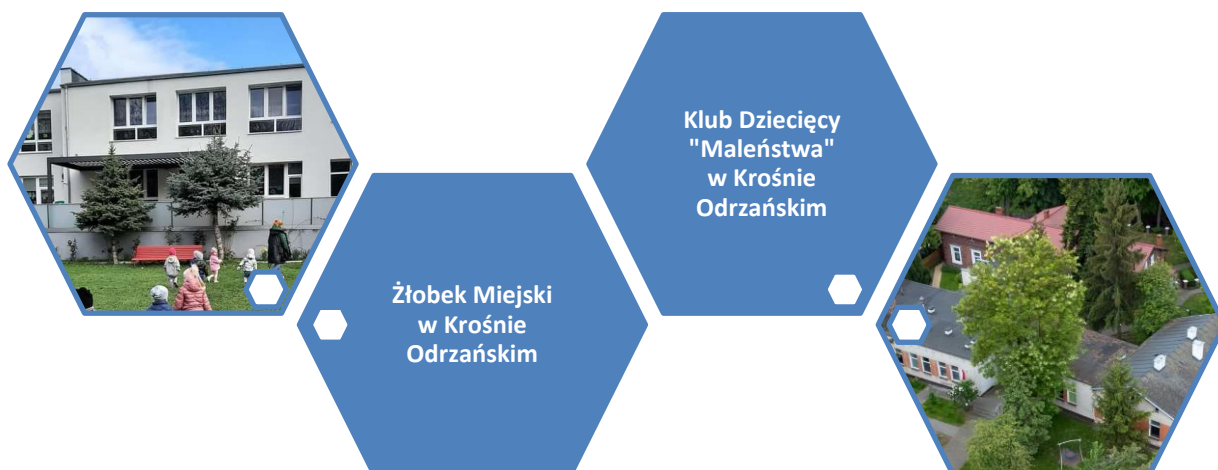 Żłobek Miejski
w Krośnie
Odrzańskim
Klub Dziecięcy
"Maleństwa"
w Krośnie
Odrzańskim